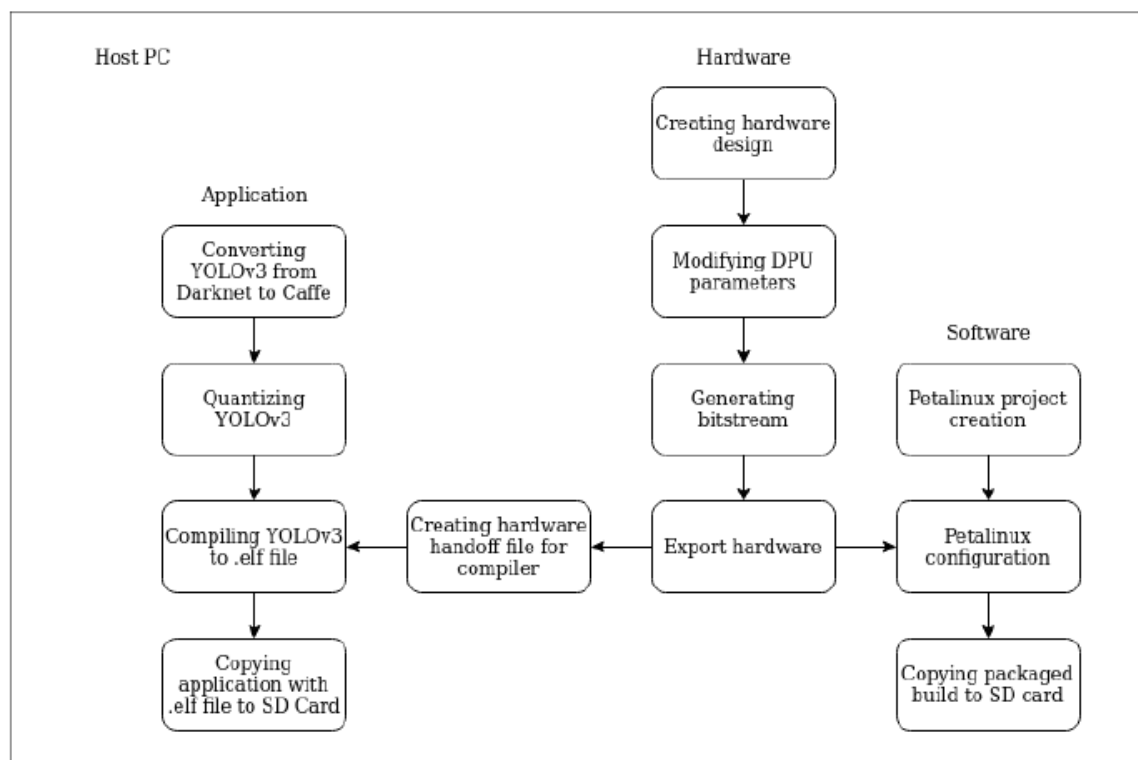 Host PC
Hardware
Creating hardware
design
Application
Converting
YOLOv3 from
Darknet to Caffe
Modifying DPU
parameters
Software
Quantizing
YOLOv3
Generating
bitstream
Petalinux project
creation
Compiling YOLOv3
to .elf file
Creating hardware
handoff file for
compiler
Export hardware
Petalinux
configuration
Copying
application with
.elf file to SD Card
Copying packaged
build to SD card